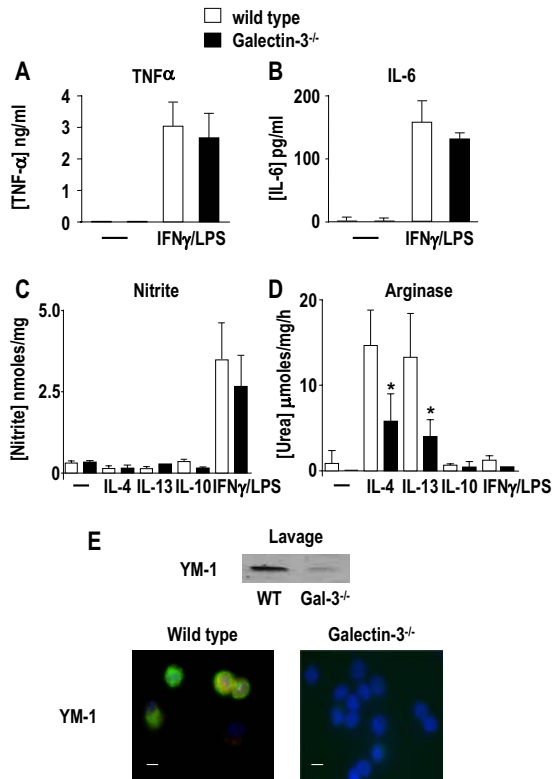 wild type
Galectin-3-/-
A
TNFα
[TNF-α] ng/ml
4
3
2
1
0
—
IFNγ/LPS
B
IL-6
[IL-6] pg/ml
200
100
0
—
IFNγ/LPS
C
Nitrite
[Nitrite] nmoles/mg
5.0
2.5
0.0
— IL-4 IL-13 IL-10 IFNγ/LPS
D
Arginase
[Urea] μmoles/mg/h
20
10
0
— IL-4 IL-13 IL-10 IFNγ/LPS
* *
E
Lavage
YM-1
WT Gal-3-/-
Wild type Galectin-3-/-
YM-1